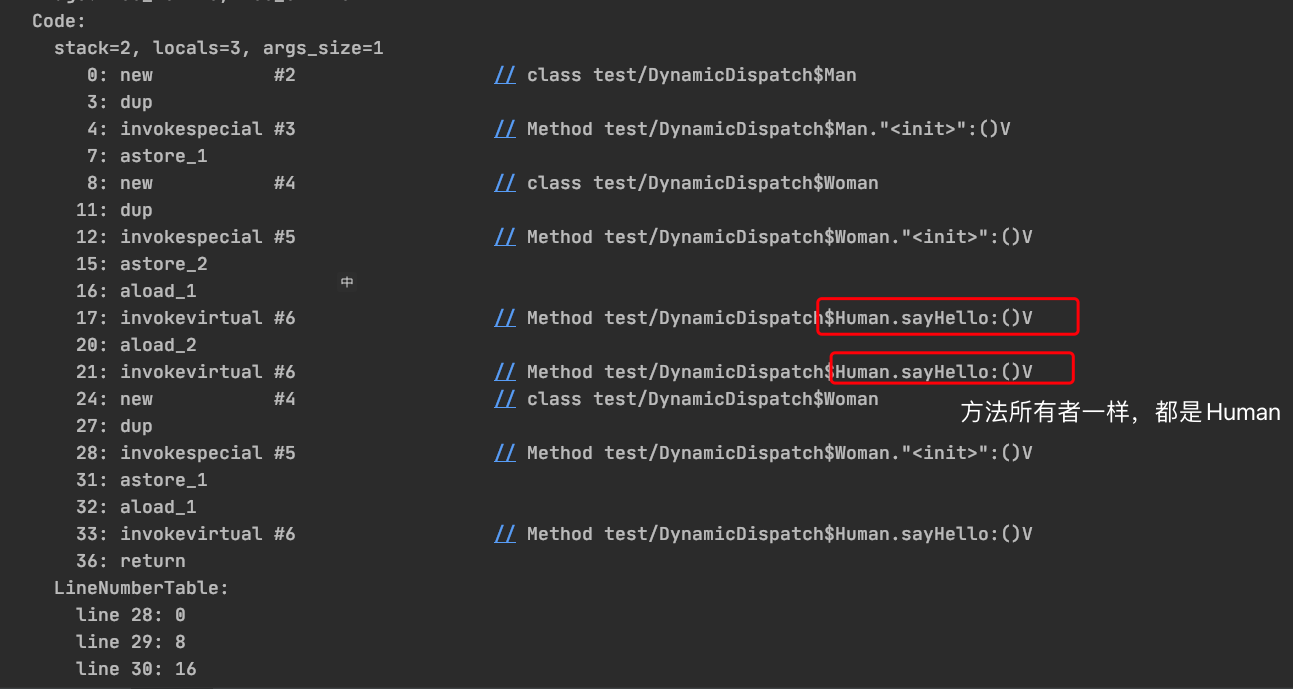 Code:
stack=2, locals=3, args_size=1
0: new #2 // class test/DynamicDispatch$Man
3: dup
4: invokespecial #3 // Method test/DynamicDispatch$Man."<init>":()V
7: astore_1
8: new #4 // class test/DynamicDispatch$Woman
11: dup
12: invokespecial #5 // Method test/DynamicDispatch$Woman."<init>":()V
15: astore_2
中
16: aload_1
17: invokevirtual #6 // Method test/DynamicDispatch$Human.sayHello:()V
20: aload_2
21: invokevirtual #6 // Method test/DynamicDispatch$Human.sayHello:()V
24: new #4 // class test/DynamicDispatch$Woman
方法所有者一样，都是Human
27: dup
28: invokespecial #5 // Method test/DynamicDispatch$Woman."<init>":()V
31: astore_1
32: aload_1
33: invokevirtual #6 // Method test/DynamicDispatch$Human.sayHello:()V
36: return
LineNumberTable:
line 28: 0
line 29: 8
line 30: 16